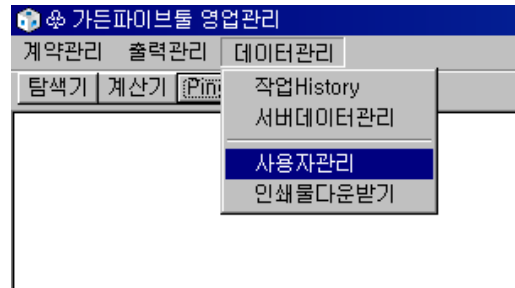 ♧ 가든파이브툴 영업관리
계약관리 출력관리 데이터관리
탐색기 계산기
작업History
서버데이터관리
사용자관리
인쇄물다운받기